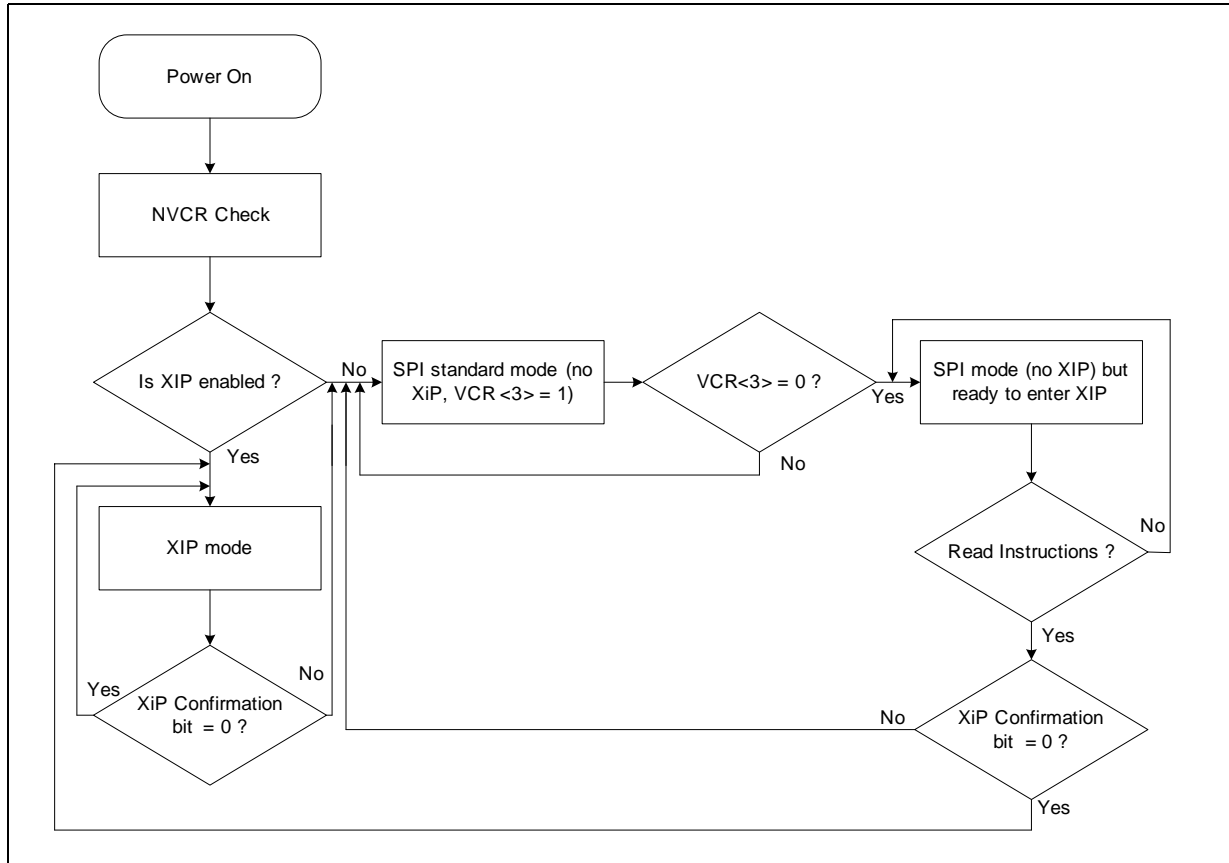 Power On
NVCR Check
Is XIP enabled ?
No
SPI standard mode (no
XiP, VCR <3> = 1)
VCR<3> = 0 ?
Yes
SPI mode (no XIP) but
ready to enter XIP
No
Yes
XIP mode
Read Instructions ?
No
Yes
Yes
XiP Confirmation
bit = 0 ?
No
No
XiP Confirmation
bit = 0 ?
Yes